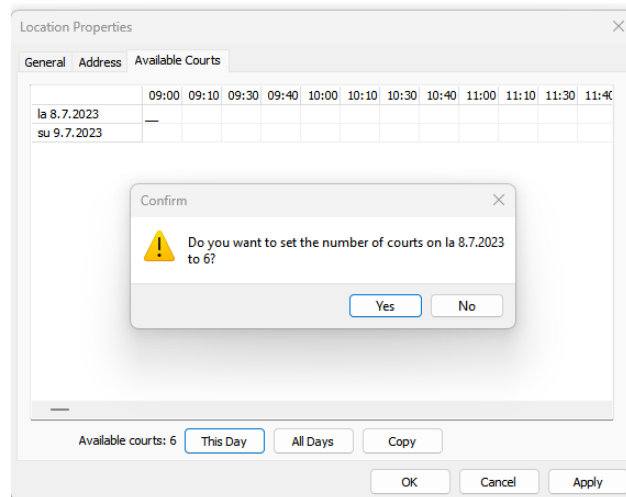 Location Properties
General Address Available Courts
09:00 09:10 09:30 09:40 10:00 10:10 10:30 10:40 11:00 11:10 11:30 11:40
la 8.7.2023
su 9.7.2023
Confirm
Do you want to set the number of courts on la 8.7.2023
to 6?
Yes No
Available courts: 6 This Day All Days Copy
OK Cancel Apply